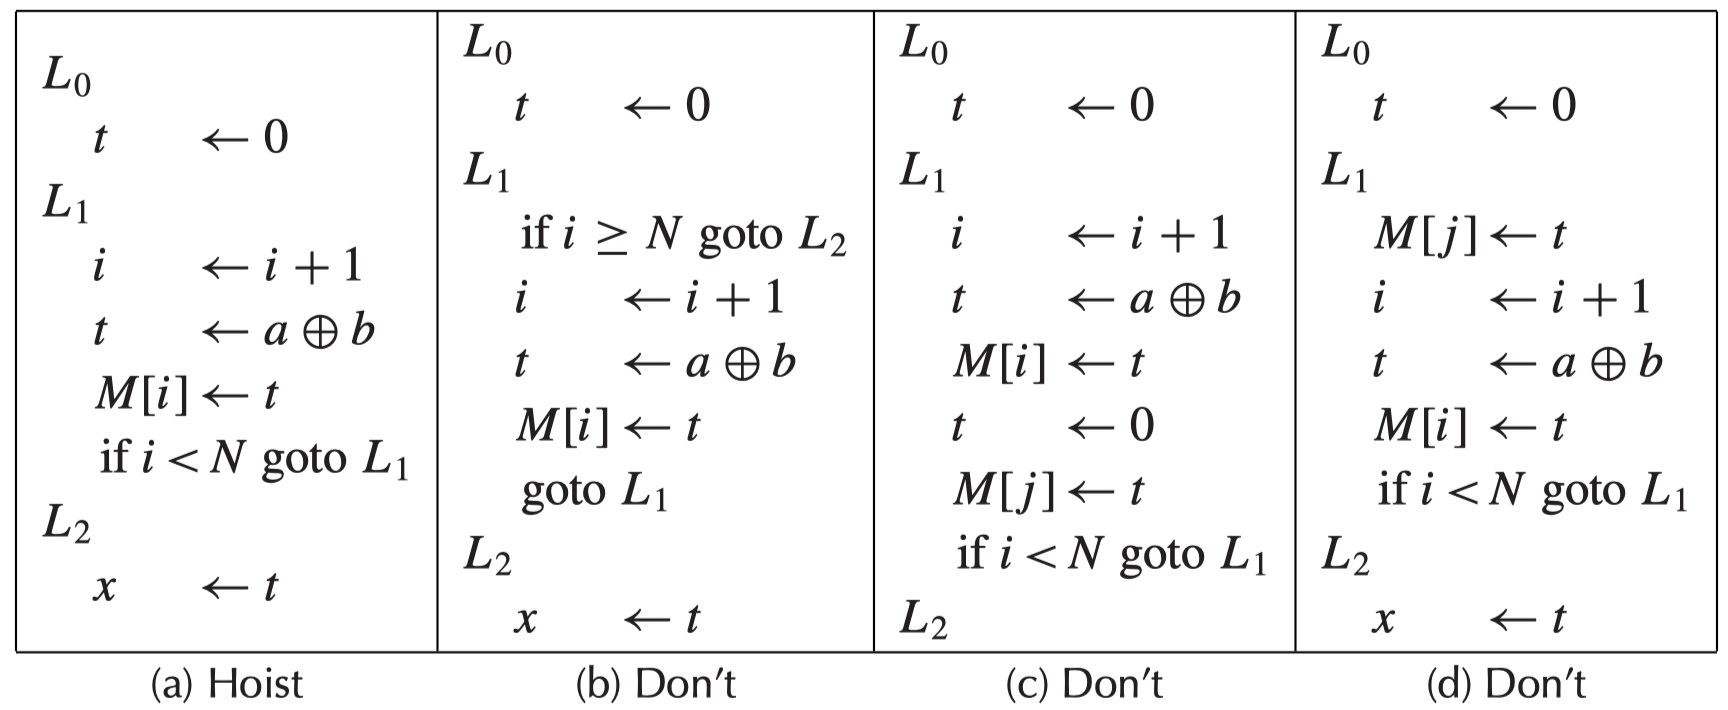 L₀
t ← 0
L₁
i ← i + 1
t ← a ⊕ b
M[i] ← t
if i < N goto L₁
L₂
x ← t
(a) Hoist
L₀
t ← 0
L₁
if i ≥ N goto L₂
i ← i + 1
t ← a ⊕ b
M[i] ← t
goto L₁
L₂
x ← t
(b) Don't
L₀
t ← 0
L₁
i ← i + 1
t ← a ⊕ b
M[i] ← t
t ← 0
M[j] ← t
if i < N goto L₁
L₂
(c) Don't
L₀
t ← 0
L₁
M[j] ← t
i ← i + 1
t ← a ⊕ b
M[i] ← t
if i < N goto L₁
L₂
x ← t
(d) Don't